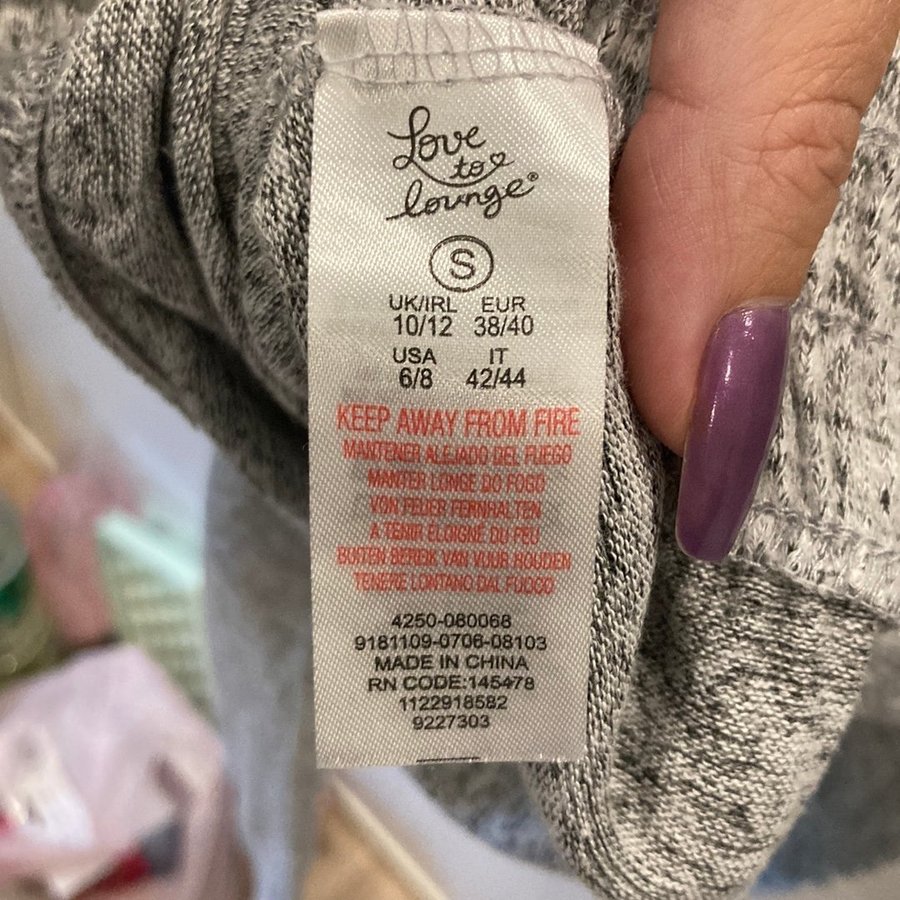 Love
to
lounge®
S
UK/IRL EUR
10/12 38/40
USA IT
6/8 42/44
KEEP AWAY FROM FIRE
MANTENER ALEJADO DEL FUEGO
MANTER LONGE DO FOGO
VON FEUER FERNHALTEN
A TENIR ELOIGNÉ DU FEU
BUITEN BEREIK VAN VUUR HOUDEN
TENERE LONTANO DAL FUOCO
4250-080068
9181109-0706-08103
MADE IN CHINA
RN CODE:145478
1122918582
9227303